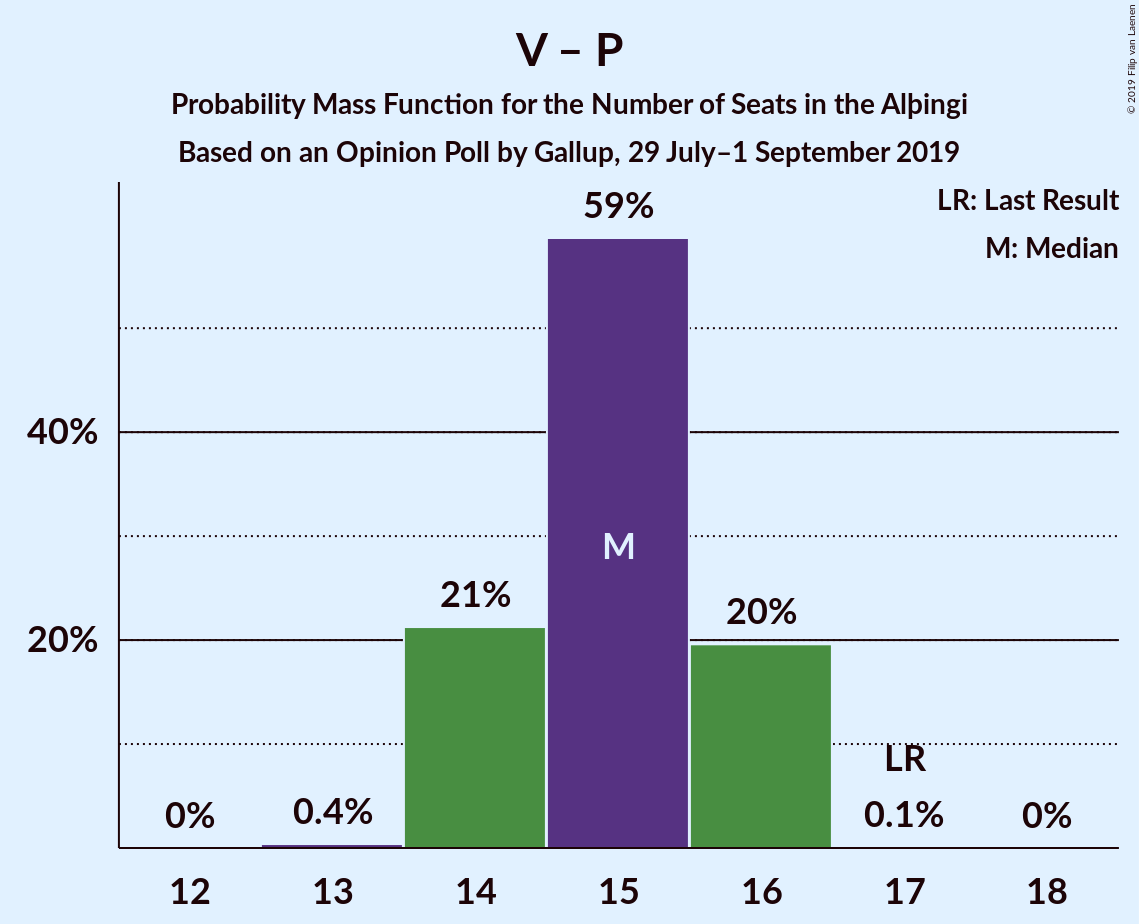 V – P
Probability Mass Function for the Number of Seats in the Alþingi
Based on an Opinion Poll by Gallup, 29 July–1 September 2019
© 2019 Filip van Laenen
LR: Last Result
M: Median
59%
40%
M
21%
20%
20%
LR
0%
0.4%
0.1%
0%
12 13 14 15 16 17 18